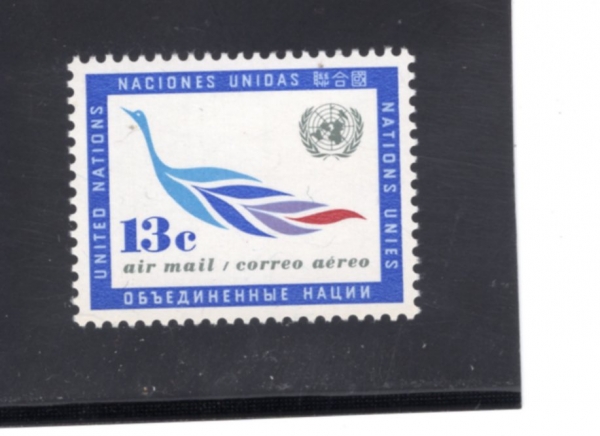 NACIONES UNIDAS 聯合國
UNITED NATIONS
NATIONS UNIES
13c
air mail / correo aéreo
ОБЪЕДИНЕННЫЕ НАЦИИ